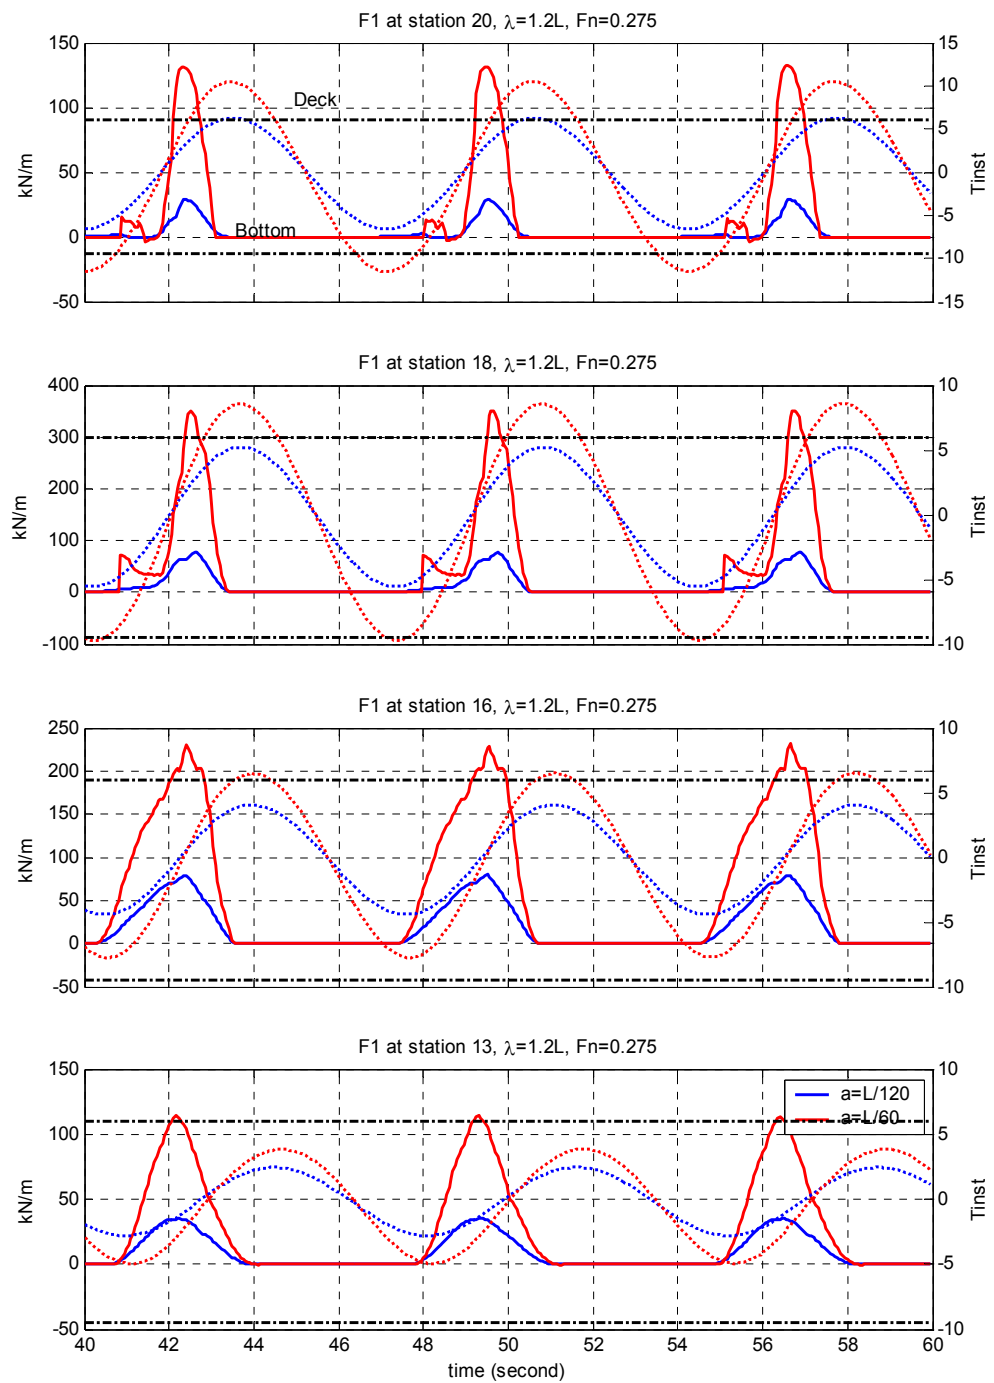 F1 at station 20, λ=1.2L, Fn=0.275
150
100
50
0
-50
kN/m
Deck
Bottom
15
10
5
0
-5
-10
-15
Tinst
F1 at station 18, λ=1.2L, Fn=0.275
400
300
200
100
0
-100
kN/m
10
5
0
-5
-10
Tinst
F1 at station 16, λ=1.2L, Fn=0.275
250
200
150
100
50
0
-50
kN/m
10
5
0
-5
-10
Tinst
F1 at station 13, λ=1.2L, Fn=0.275
150
100
50
0
-50
kN/m
a=L/120
a=L/60
10
5
0
-5
-10
Tinst
40 42 44 46 48 50 52 54 56 58 60
time (second)